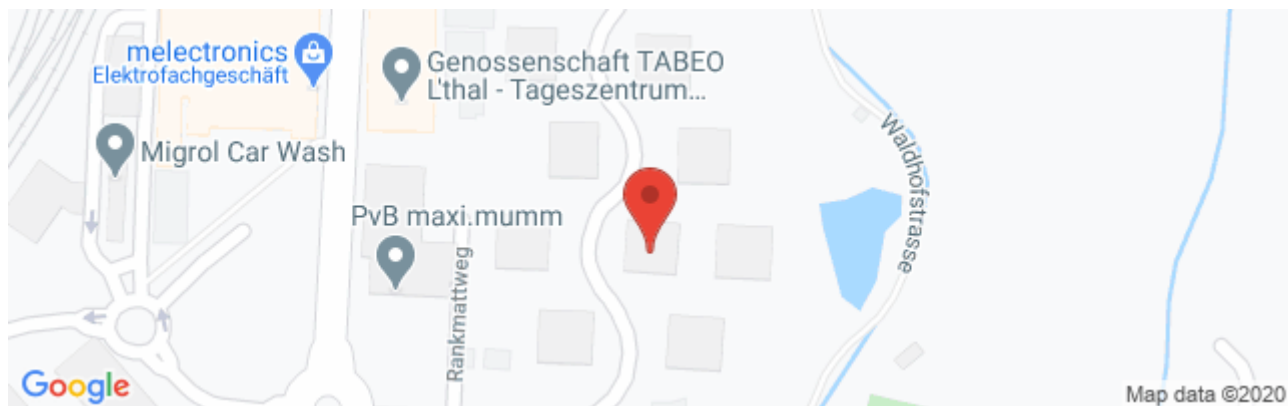 melectronics
Elektrofachgeschäft
Genossenschaft TABEO
L'thal - Tageszentrum...
Migrol Car Wash
Waldhofstrasse
PvB maxi.mumm
Rankmattweg
Google
Map data ©2020